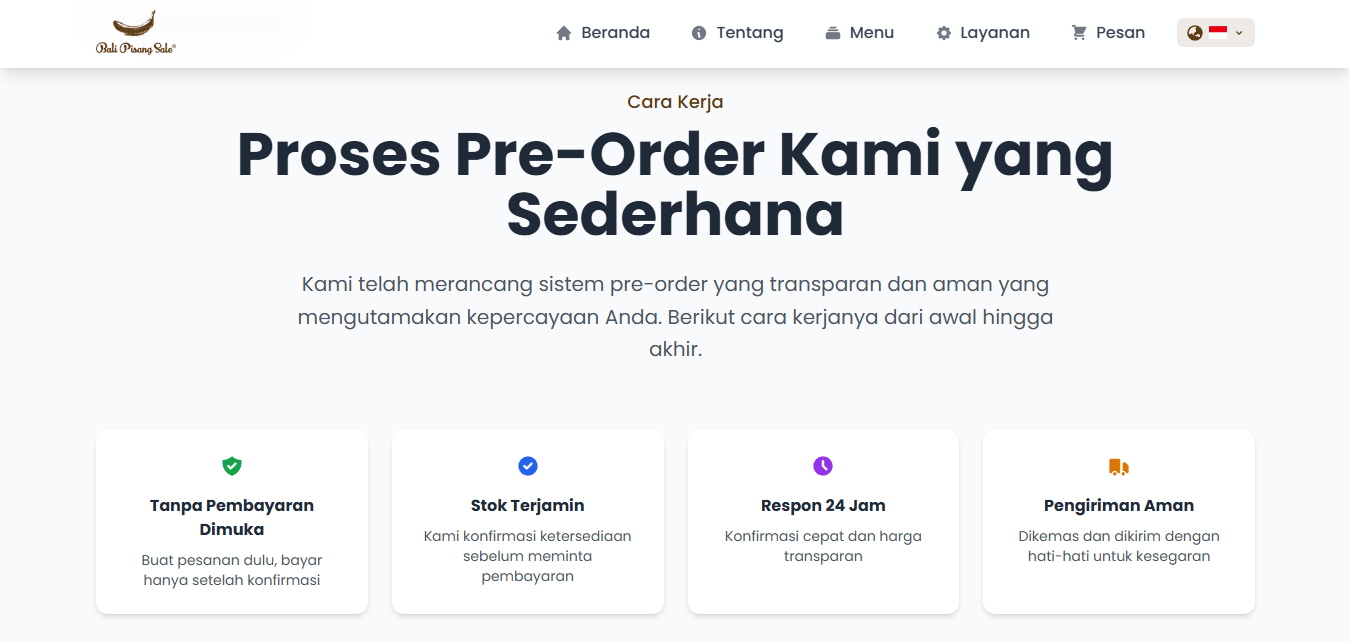 Bali Pisang Sale®
Beranda
Tentang
Menu
Layanan
Pesan
Cara Kerja
Proses Pre-Order Kami yang
Sederhana
Kami telah merancang sistem pre-order yang transparan dan aman yang
mengutamakan kepercayaan Anda. Berikut cara kerjanya dari awal hingga
akhir.
Tanpa Pembayaran
Dimuka
Buat pesanan dulu, bayar
hanya setelah konfirmasi
Stok Terjamin
Kami konfirmasi ketersediaan
sebelum meminta
pembayaran
Respon 24 Jam
Konfirmasi cepat dan harga
transparan
Pengiriman Aman
Dikemas dan dikirim dengan
hati-hati untuk kesegaran